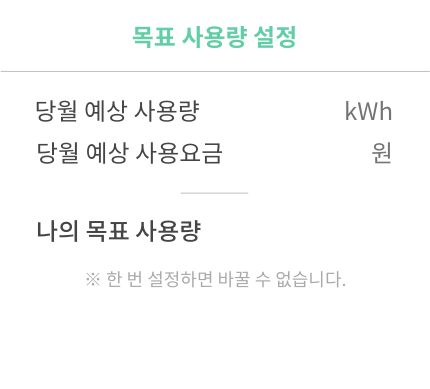 목표 사용량 설정
당월 예상 사용량 kWh
당월 예상 사용요금 원
나의 목표 사용량
※ 한 번 설정하면 바꿀 수 없습니다.